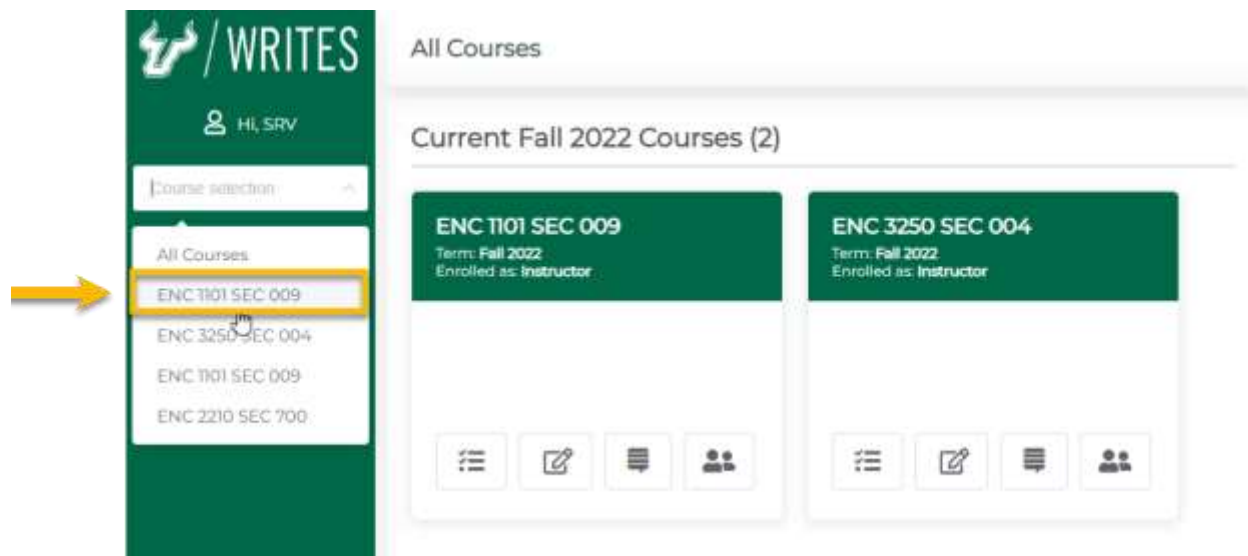 / WRITES
Hi, SRV
Course selection
All Courses
ENC 1101 SEC 009
ENC 3250 SEC 004
ENC 1101 SEC 009
ENC 2210 SEC 700
All Courses
Current Fall 2022 Courses (2)
ENC 1101 SEC 009
Term: Fall 2022
Enrolled as: Instructor
ENC 3250 SEC 004
Term: Fall 2022
Enrolled as: Instructor